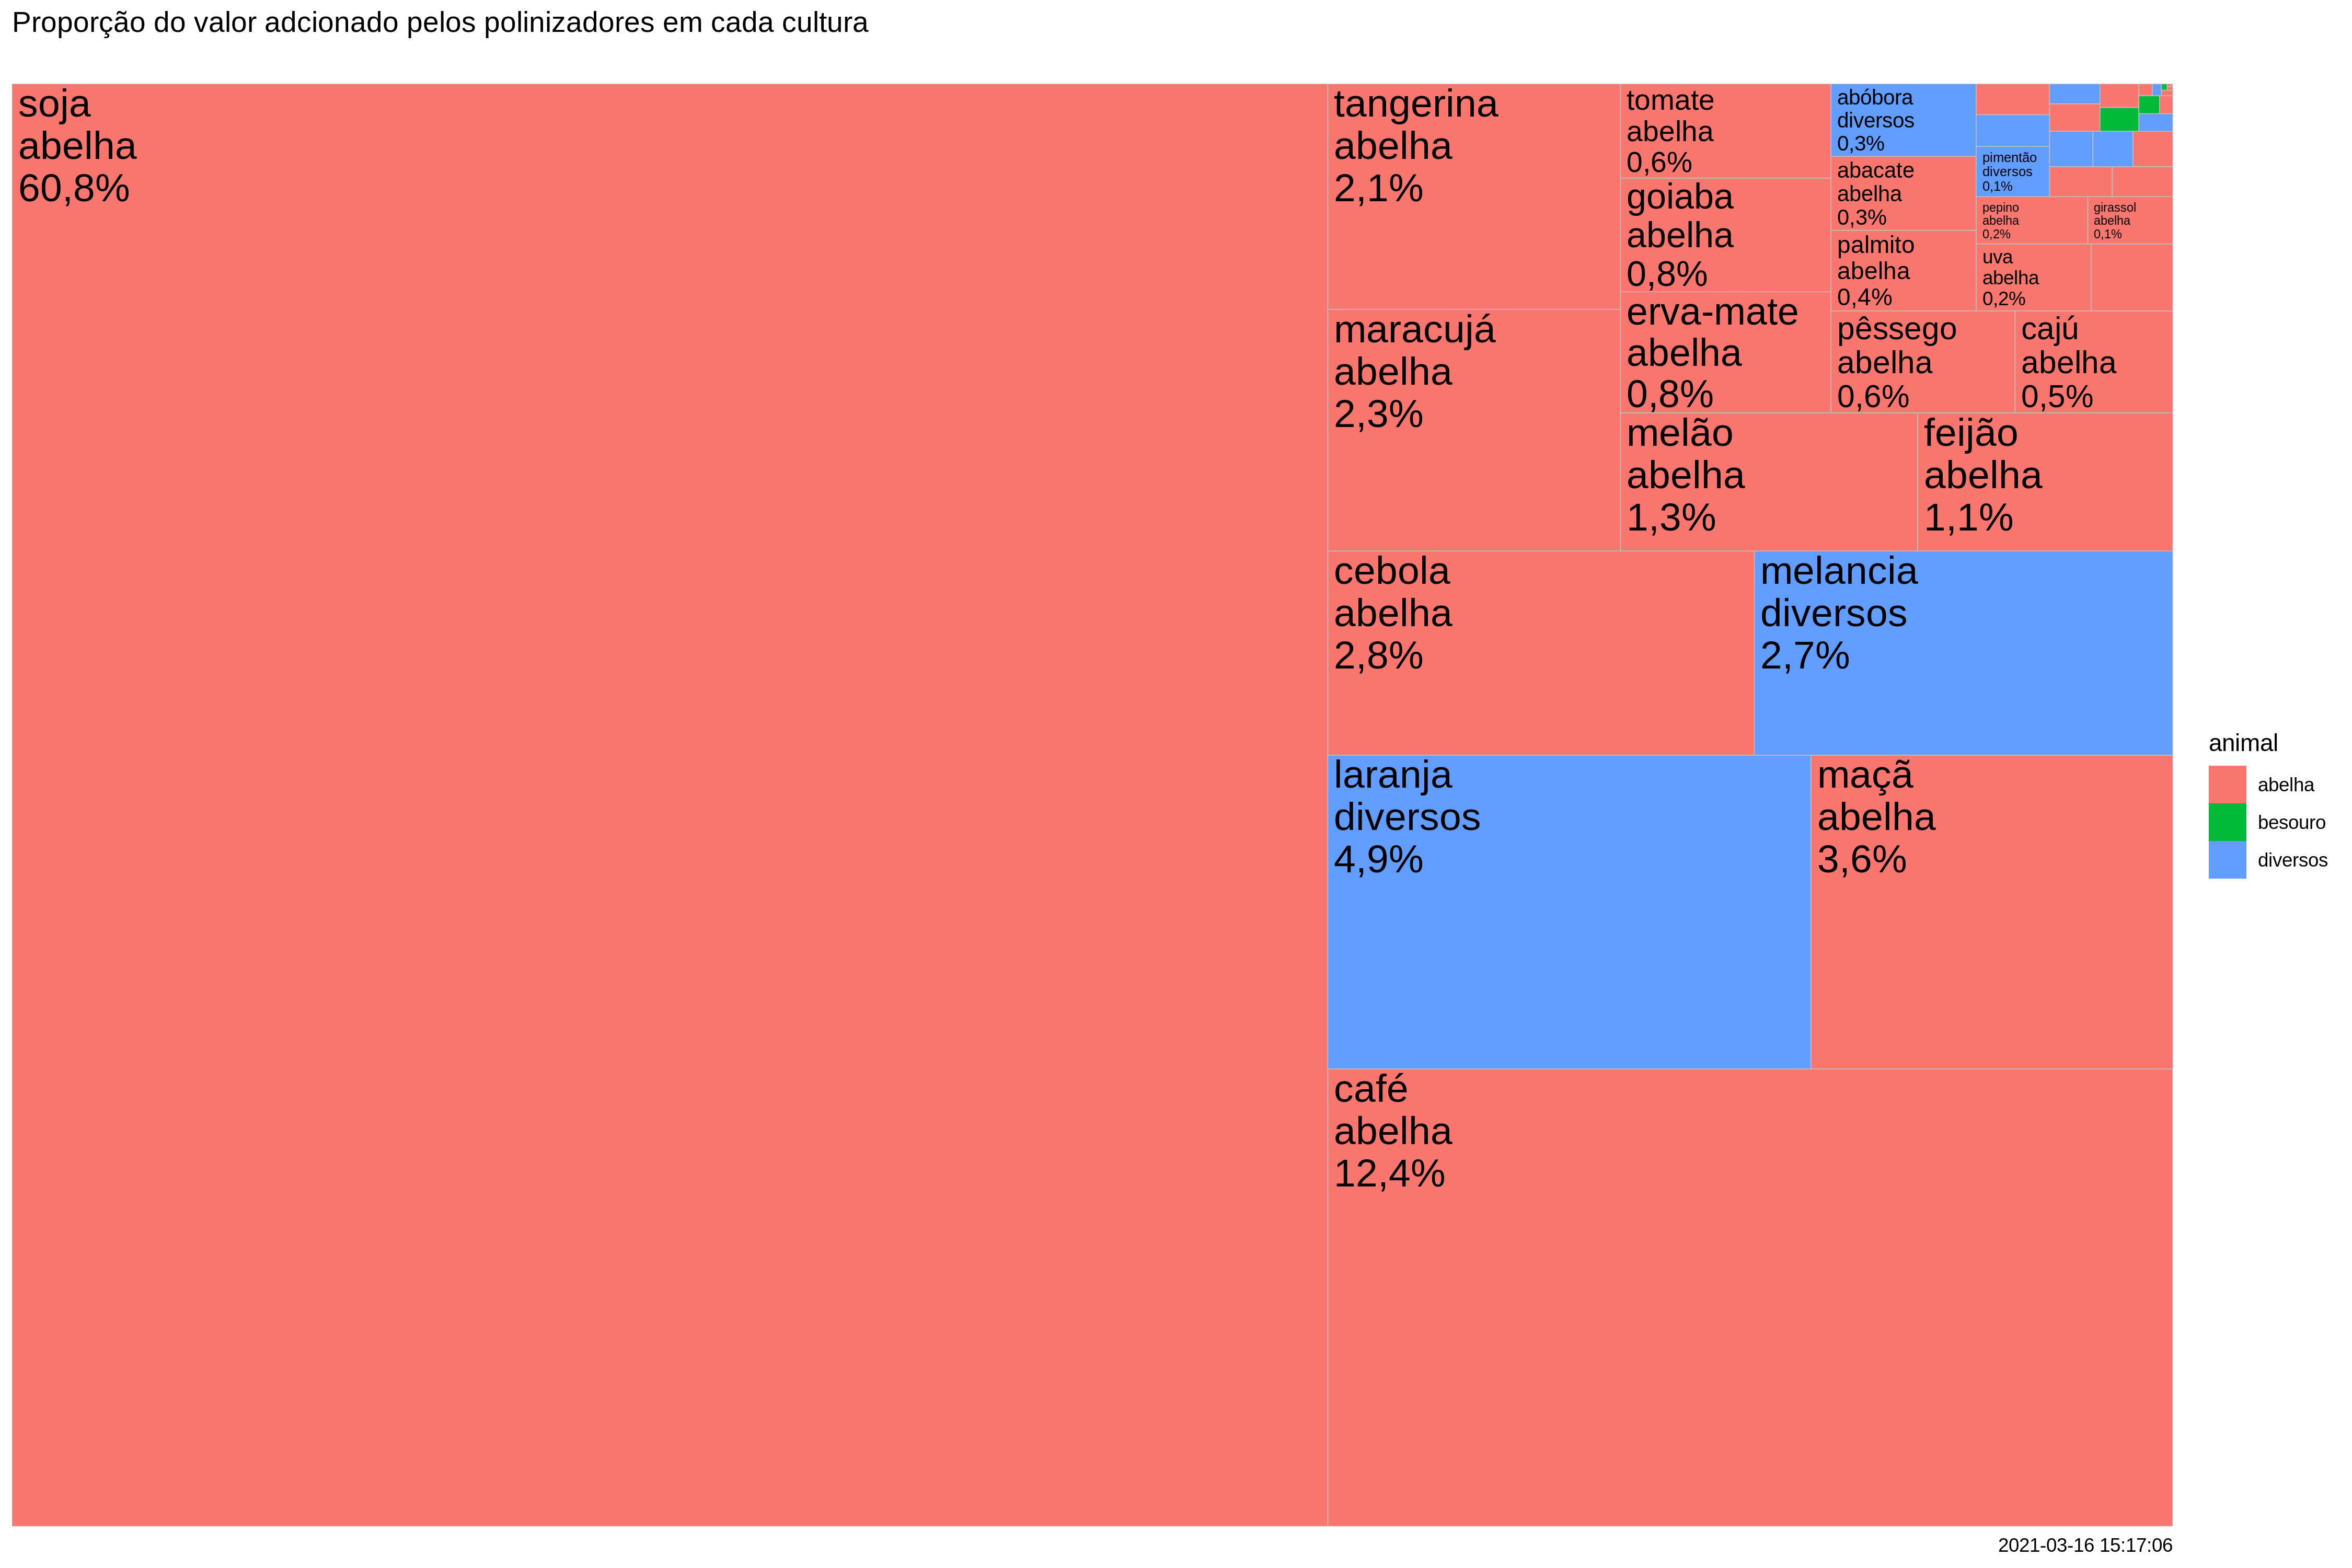 Proporção do valor adcionado pelos polinizadores em cada cultura
soja
abelha
60,8%
tangerina
abelha
2,1%
maracujá
abelha
2,3%
tomate
abelha
0,6%
goiaba
abelha
0,8%
erva-mate
abelha
0,8%
abóbora
diversos
0,3%
abacate
abelha
0,3%
palmito
abelha
0,4%
pimentão
diversos
0,1%
pepino
abelha
0,2%
girassol
abelha
0,1%
uva
abelha
0,2%
pêssego
abelha
0,6%
cajú
abelha
0,5%
melão
abelha
1,3%
feijão
abelha
1,1%
cebola
abelha
2,8%
melancia
diversos
2,7%
laranja
diversos
4,9%
maçã
abelha
3,6%
café
abelha
12,4%
animal
abelha
besouro
diversos
2021-03-16 15:17:06